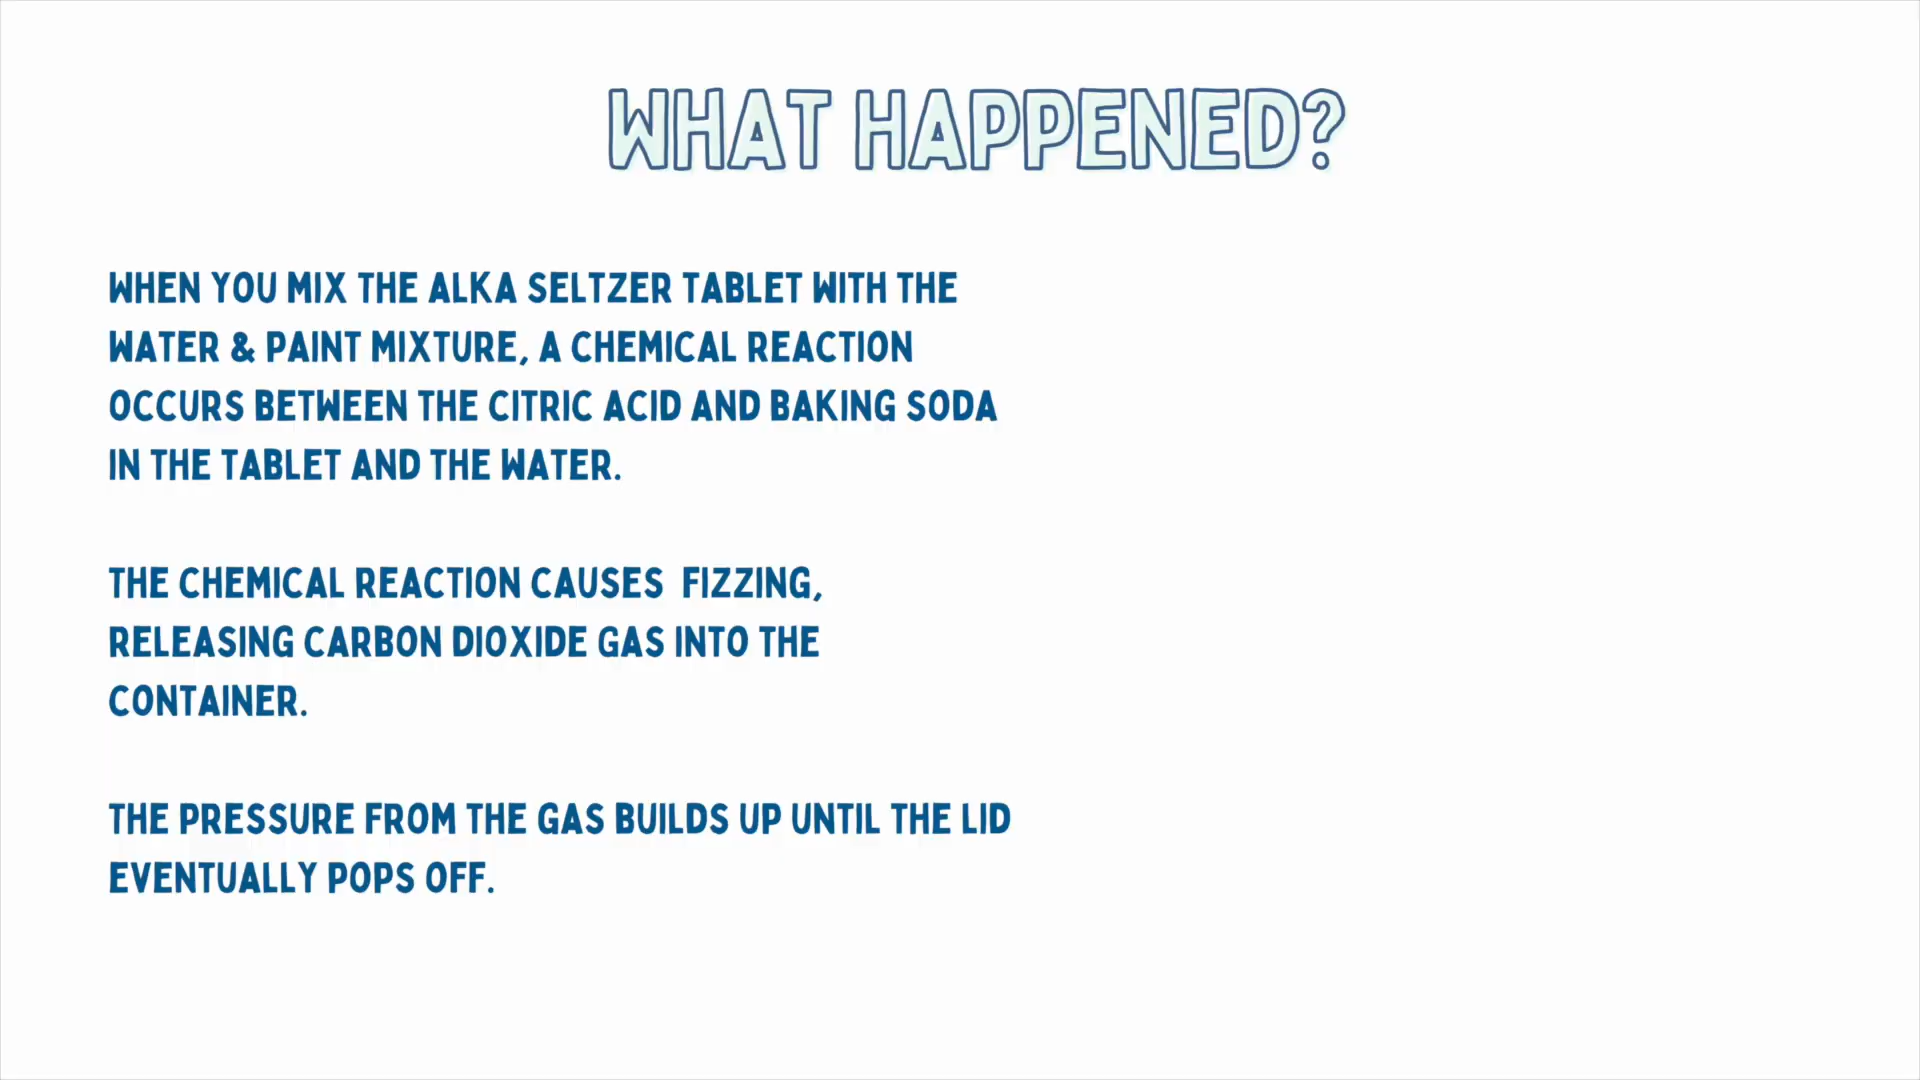 WHAT HAPPENED?
WHEN YOU MIX THE ALKA SELTZER TABLET WITH THE
WATER & PAINT MIXTURE, A CHEMICAL REACTION
OCCURS BETWEEN THE CITRIC ACID AND BAKING SODA
IN THE TABLET AND THE WATER.
THE CHEMICAL REACTION CAUSES  FIZZING,
RELEASING CARBON DIOXIDE GAS INTO THE
CONTAINER.
THE PRESSURE FROM THE GAS BUILDS UP UNTIL THE LID
EVENTUALLY POPS OFF.